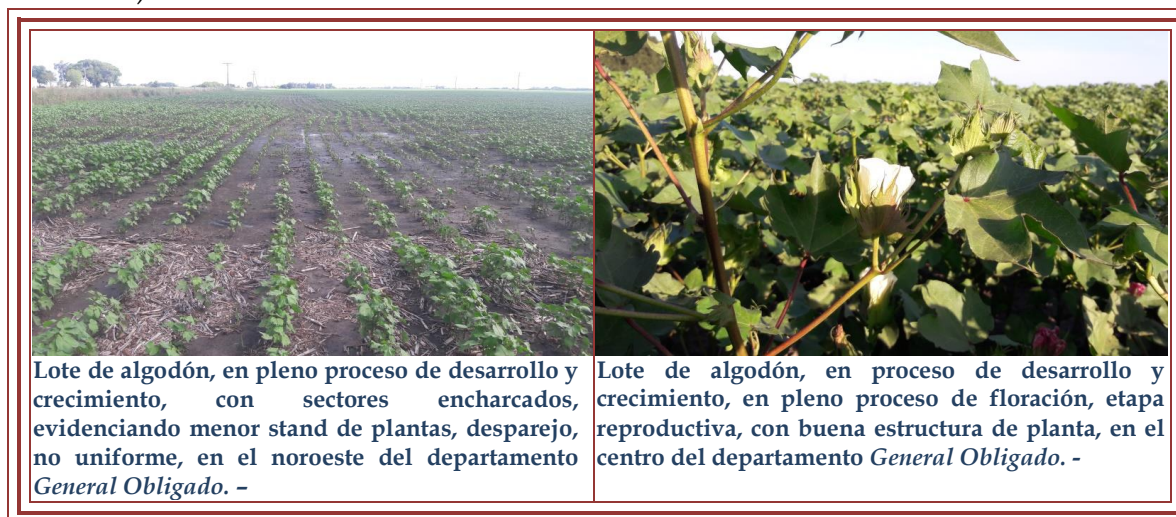 Lote de algodón, en pleno proceso de desarrollo y
crecimiento, con sectores encharcados,
evidenciando menor stand de plantas, desparejo,
no uniforme, en el noroeste del departamento
General Obligado. –
Lote de algodón, en proceso de desarrollo y
crecimiento, en pleno proceso de floración, etapa
reproductiva, con buena estructura de planta, en el
centro del departamento General Obligado. -